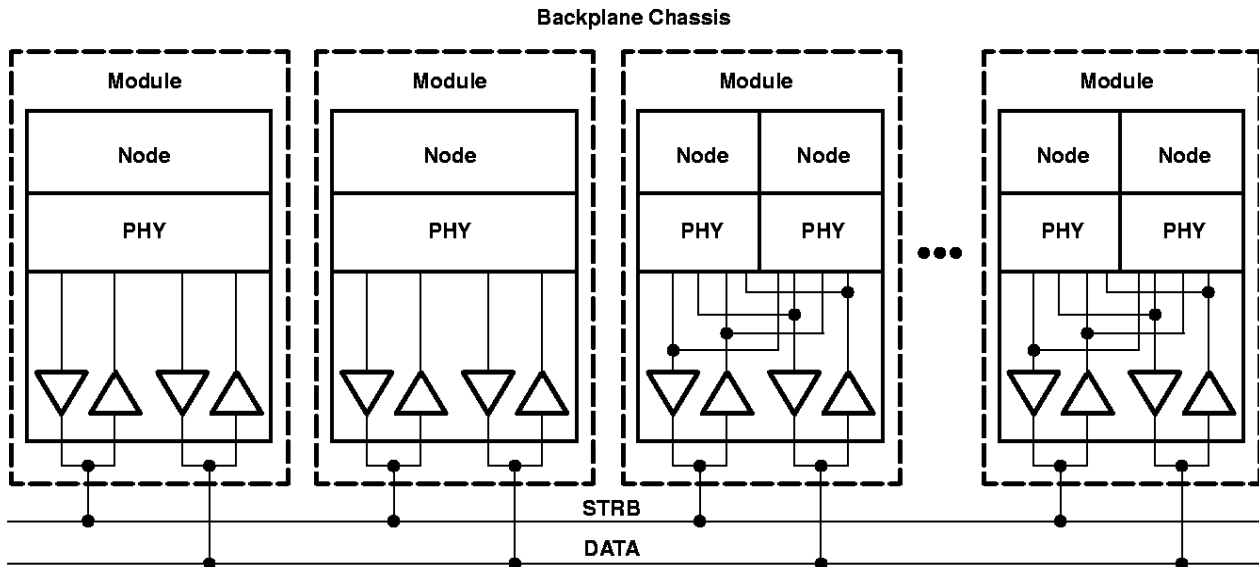 Backplane Chassis
Module Module Module Module
Node Node Node Node Node Node
PHY PHY PHY PHY PHY PHY
STRB
DATA